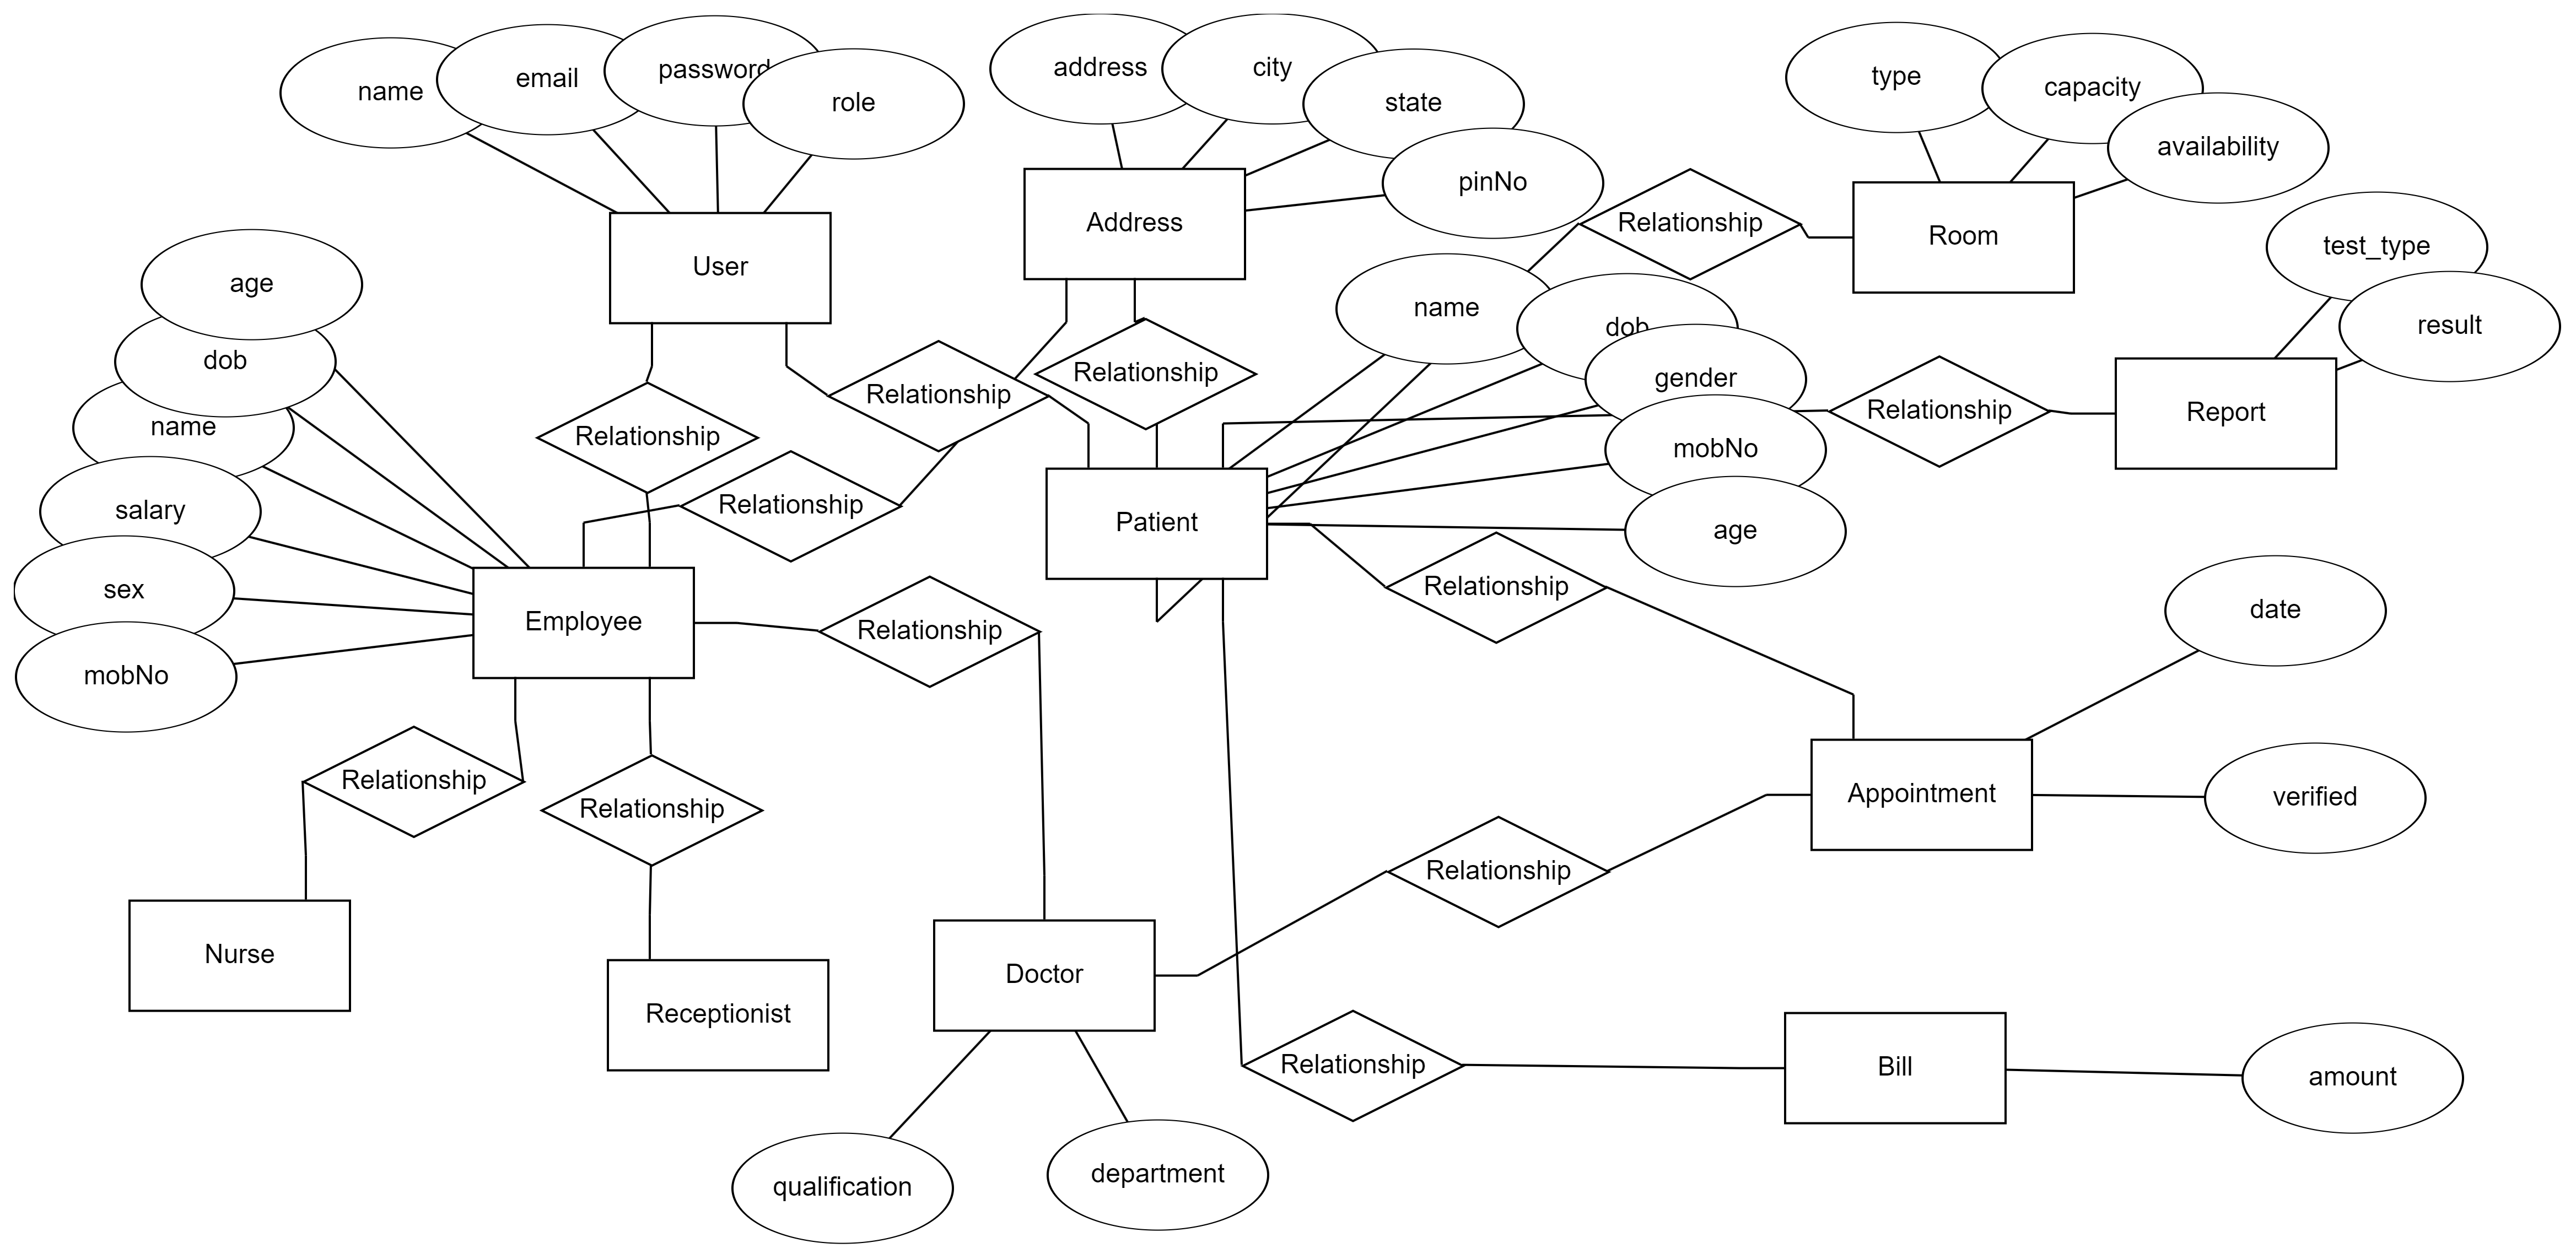 name
email
password
role
address
city
state
pinNo
type
capacity
availability
Relationship
Room
Address
User
test_type
result
age
dob
name
salary
sex
mobNo
name
dob
gender
mobNo
age
Relationship
Relationship
Relationship
Relationship
Report
Relationship
Patient
Relationship
Employee
Relationship
date
Relationship
Relationship
Appointment
verified
Relationship
Nurse
Receptionist
Doctor
Relationship
Bill
amount
qualification
department